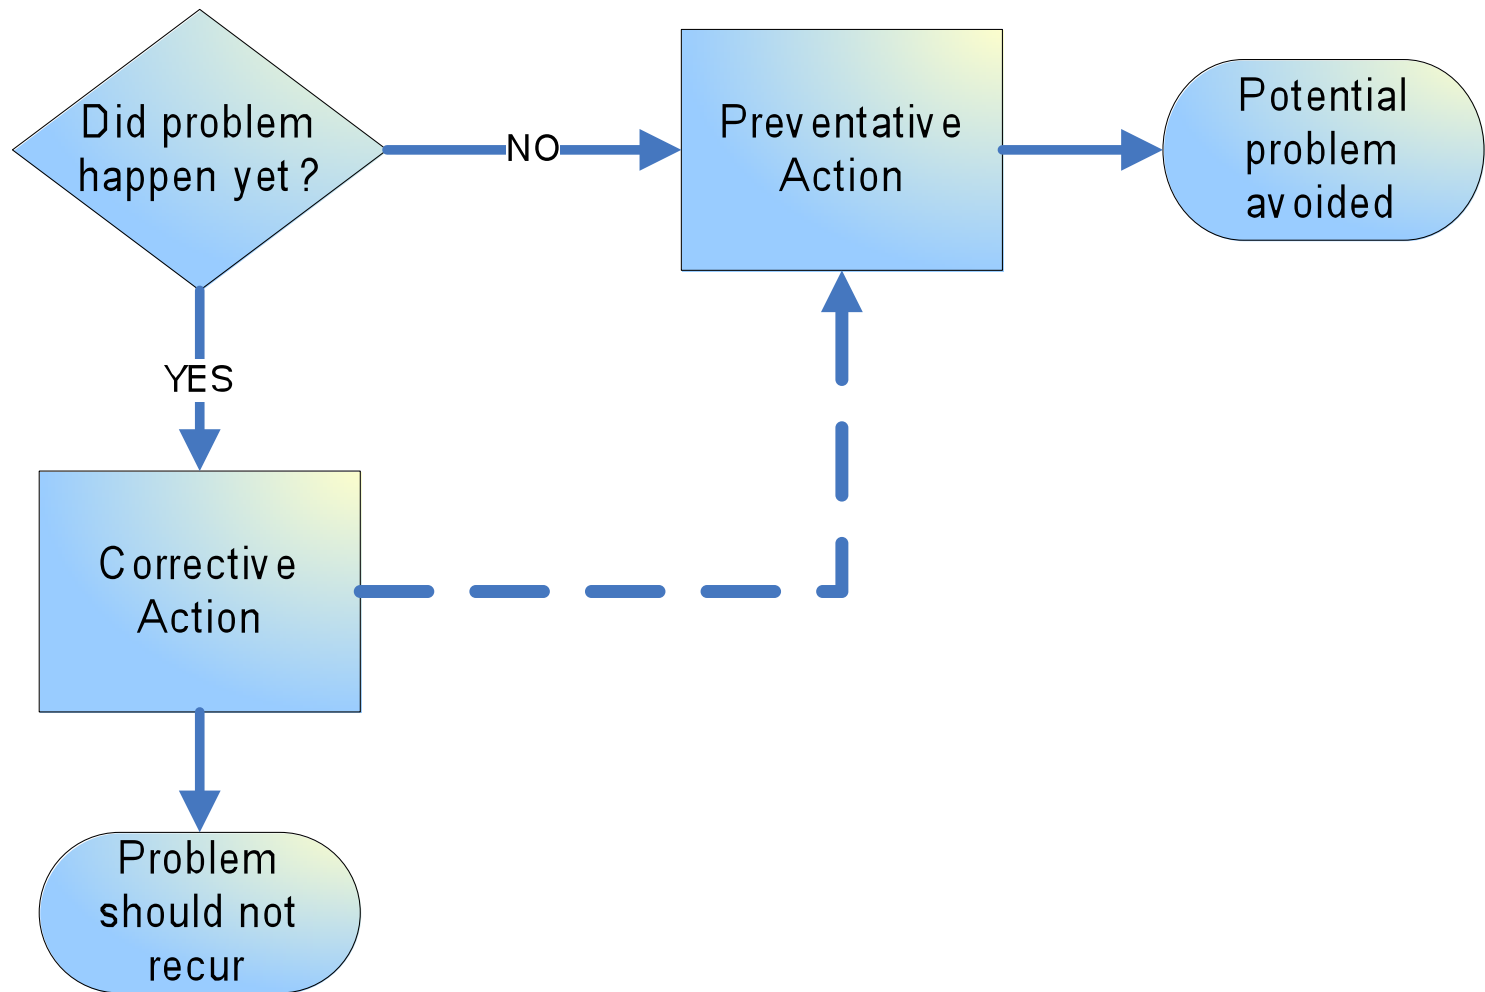 Did problem
happen yet?
NO
Preventative
Action
Potential
problem
avoided
YES
Corrective
Action
Problem
should not
recur